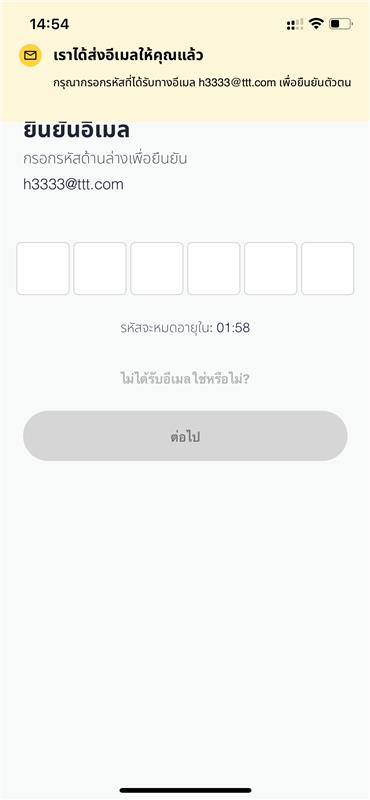 14:54
เราได้ส่งอีเมลให้คุณแล้ว
กรุณากรอกรหัสที่ได้รับทางอีเมล h3333@ttt.com เพื่อยืนยันตัวตน
ยืนยันอีเมล
กรอกรหัสด้านล่างเพื่อยืนยัน
h3333@ttt.com
รหัสจะหมดอายุใน: 01:58
ไม่ได้รับอีเมลใช่หรือไม่?
ต่อไป